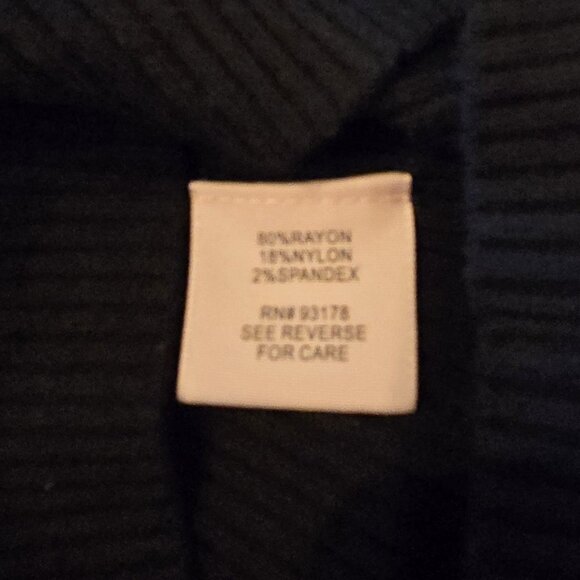 80%RAYON
18%NYLON
2%SPANDEX
RN# 93178
SEE REVERSE
FOR CARE